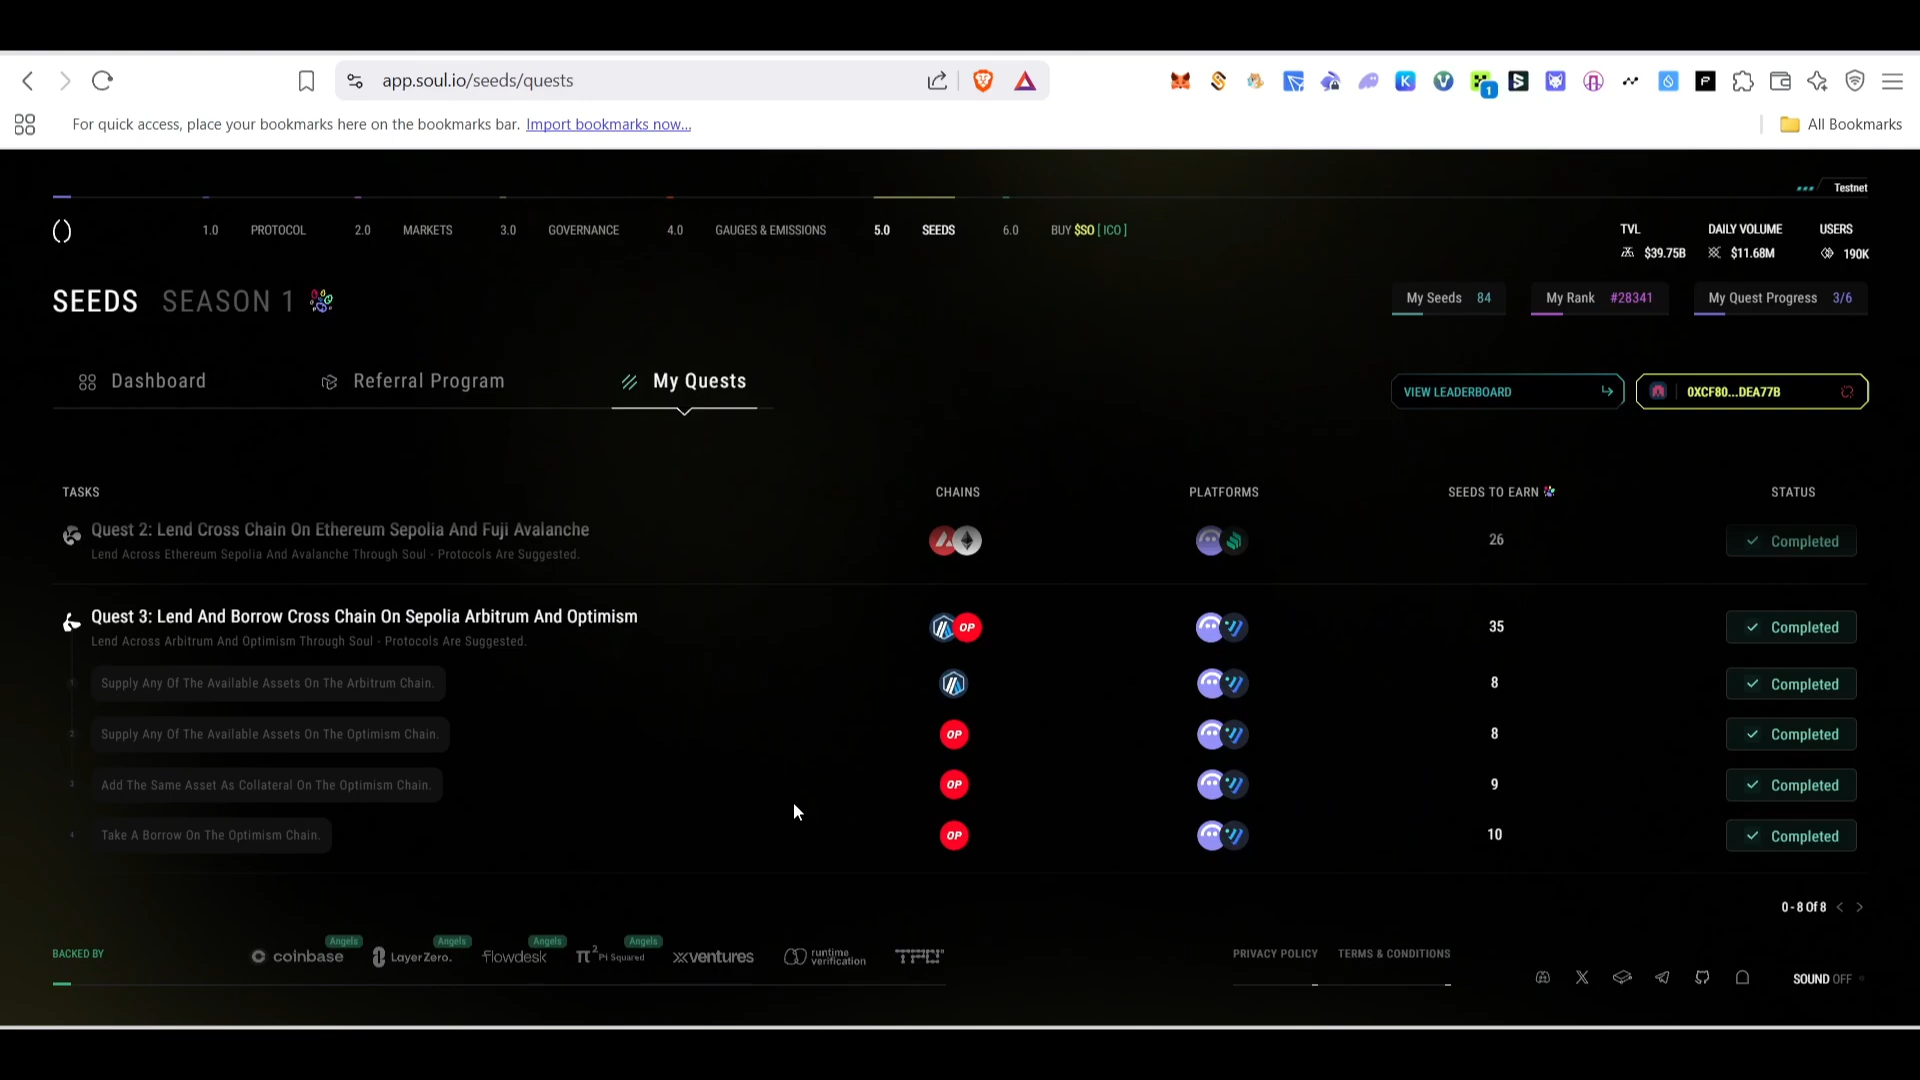 app.soul.io/seeds/quests
1
For quick access, place your bookmarks here on the bookmarks bar. Import bookmarks now...
All Bookmarks
Testnet
1.0 PROTOCOL 2.0 MARKETS 3.0 GOVERNANCE 4.0 GAUGES & EMISSIONS 5.0 SEEDS 6.0 BUY $SO [ ICO ]
TVL DAILY VOLUME USERS
$39.75B $11.68M 190K
SEEDS SEASON 1
My Seeds 84 My Rank #28341 My Quest Progress 3/6
Dashboard Referral Program My Quests
VIEW LEADERBOARD 0XCF80...DEA77B
TASKS CHAINS PLATFORMS SEEDS TO EARN STATUS
Quest 2: Lend Cross Chain On Ethereum Sepolia And Fuji Avalanche
Lend Across Ethereum Sepolia And Avalanche Through Soul - Protocols Are Suggested.
26 Completed
Quest 3: Lend And Borrow Cross Chain On Sepolia Arbitrum And Optimism
Lend Across Arbitrum And Optimism Through Soul - Protocols Are Suggested.
OP 35 Completed
1 Supply Any Of The Available Assets On The Arbitrum Chain. 8 Completed
2 Supply Any Of The Available Assets On The Optimism Chain. OP 8 Completed
3 Add The Same Asset As Collateral On The Optimism Chain. OP 9 Completed
4 Take A Borrow On The Optimism Chain. OP 10 Completed
0 - 8 Of 8
BACKED BY
Angels Angels Angels Angels
coinbase LayerZero. flowdesk π2 Pi Squared xventures runtime verification
PRIVACY POLICY TERMS & CONDITIONS
SOUND OFF